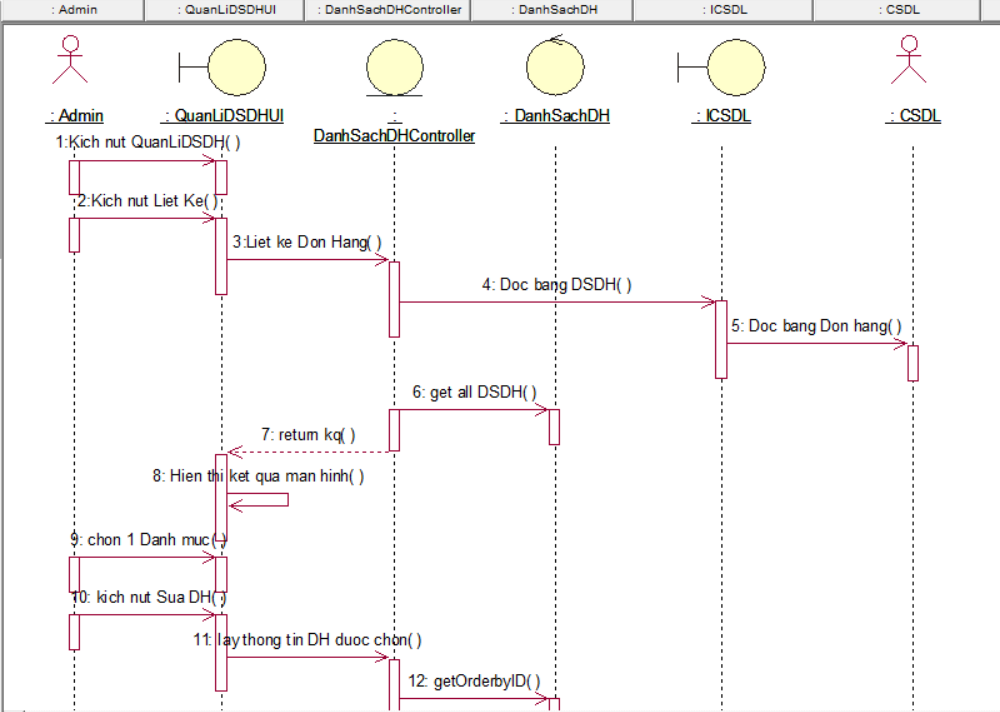 : Admin
: QuanLiDSDHUI
: DanhSachDHController
: DanhSachDH
: ICSDL
: CSDL
: Admin
: QuanLiDSDHUI
:
DanhSachDHController
: DanhSachDH
: ICSDL
: CSDL
1:Kich nut QuanLiDSDH( )
2:Kich nut Liet Ke( )
3:Liet ke Don Hang( )
4: Doc bang DSDH( )
5: Doc bang Don hang( )
6: get all DSDH( )
7: return kq( )
8: Hien thi ket qua man hinh( )
9: chon 1 Danh muc( )
10: kich nut Sua DH( )
11: lay thong tin DH duoc chon( )
12: getOrderbyID( )